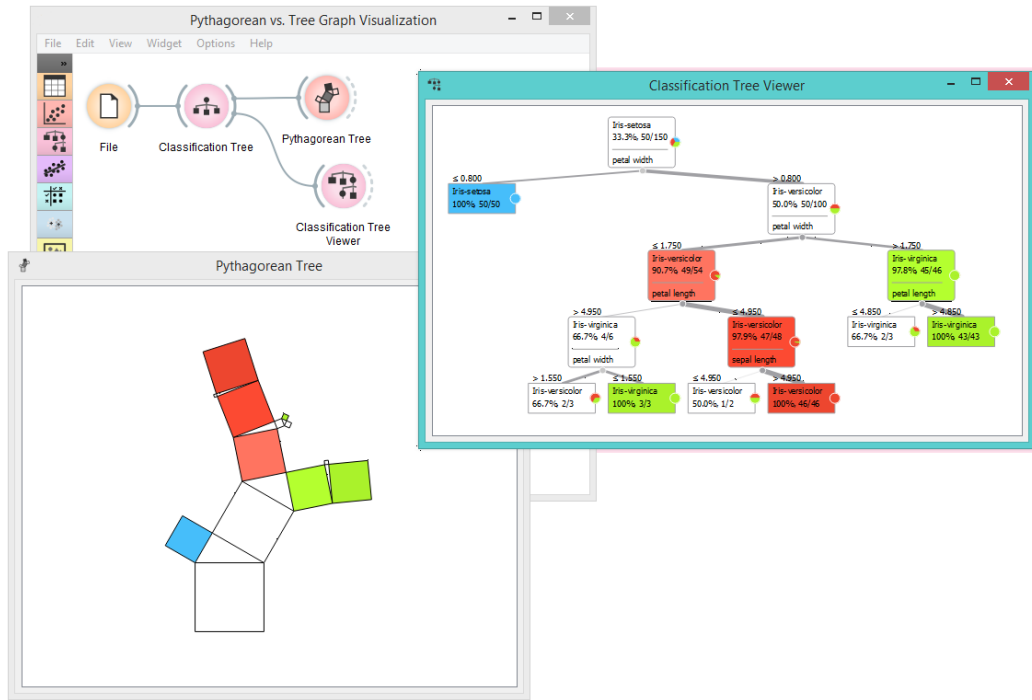 Pythagorean vs. Tree Graph Visualization
File Edit View Widget Options Help
»
File
Classification Tree
Pythagorean Tree
Classification Tree
Viewer
Classification Tree Viewer
Iris-setosa
33.3%, 50/150
petal width
≤ 0.800
Iris-setosa
100% 50/50
> 0.800
Iris-versicolor
50.0% 50/100
petal width
≤ 1.750
Iris-versicolor
90.7% 49/54
petal length
> 1.750
Iris-virginica
97.8% 45/46
petal length
> 4.950
Iris-virginica
66.7% 4/6
petal width
≤ 4.950
Iris-versicolor
97.9% 47/48
sepal length
≤ 4.850
Iris-virginica
66.7% 2/3
> 4.850
Iris-virginica
100% 43/43
> 1.550
Iris-versicolor
66.7% 2/3
≤ 1.550
Iris-virginica
100% 3/3
≤ 4.950
Iris-versicolor
50.0%, 1/2
> 4.950
Iris-versicolor
100%, 46/46
Pythagorean Tree